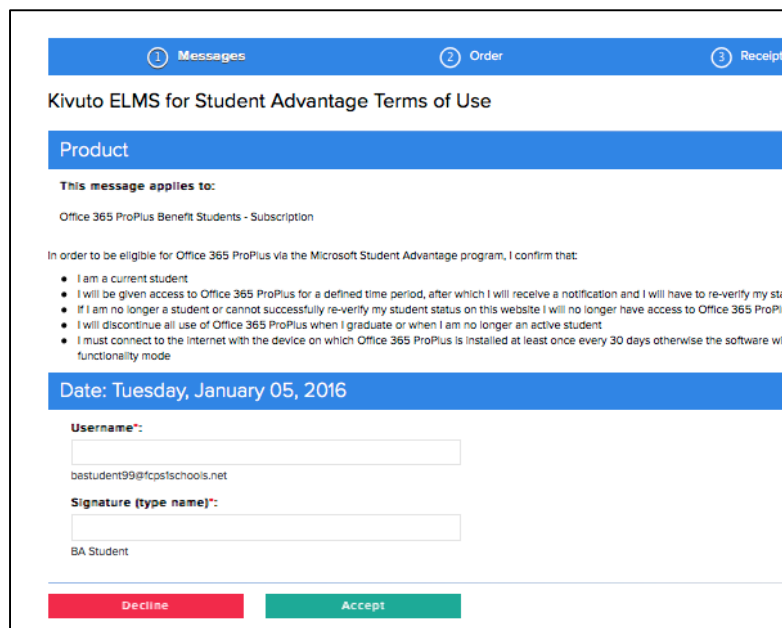 1 Messages 2 Order 3 Receipt
Kivuto ELMS for Student Advantage Terms of Use
Product
This message applies to:
Office 365 ProPlus Benefit Students - Subscription
In order to be eligible for Office 365 ProPlus via the Microsoft Student Advantage program, I confirm that:
• I am a current student
• I will be given access to Office 365 ProPlus for a defined time period, after which I will receive a notification and I will have to re-verify my
• If I am no longer a student or cannot successfully re-verify my student status on this website I will no longer have access to Office 365
• I will discontinue all use of Office 365 ProPlus when I graduate or when I am no longer an active student
• I must connect to the internet with the device on which Office 365 ProPlus is installed at least once every 30 days otherwise the software
functionality mode
Date: Tuesday, January 05, 2016
Username*:
bastudent99@fcps1schools.net
Signature (type name)*:
BA Student
Decline Accept